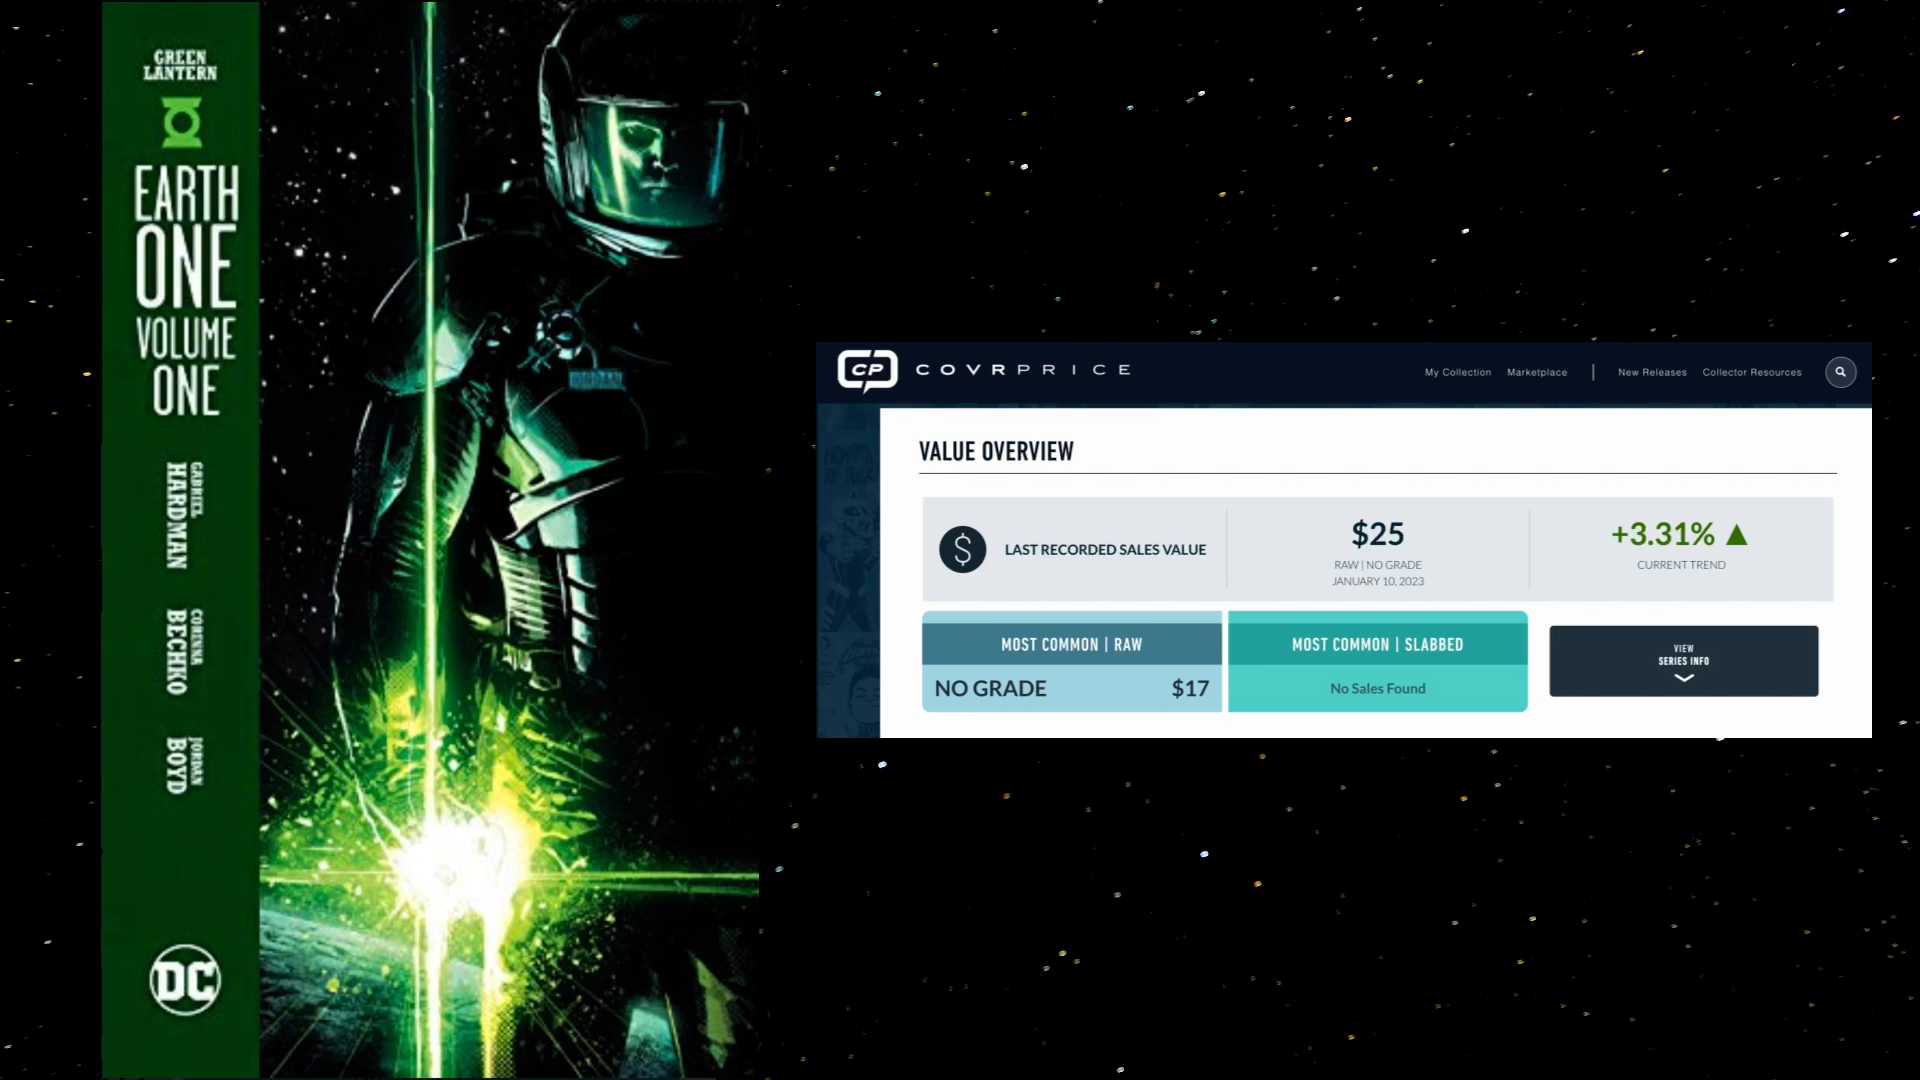 GREEN
LANTERN
EARTH
ONE
VOLUME
ONE
GABRIEL
HARDMAN
CORINNA
BECHKO
JORDAN
BOYD
DC
CP COVRPRICE
My Collection Marketplace | New Releases Collector Resources
VALUE OVERVIEW
$ LAST RECORDED SALES VALUE
$25
RAW | NO GRADE
JANUARY 10, 2023
+3.31% ▲
CURRENT TREND
MOST COMMON | RAW
NO GRADE $17
MOST COMMON | SLABBED
No Sales Found
VIEW
SERIES INFO